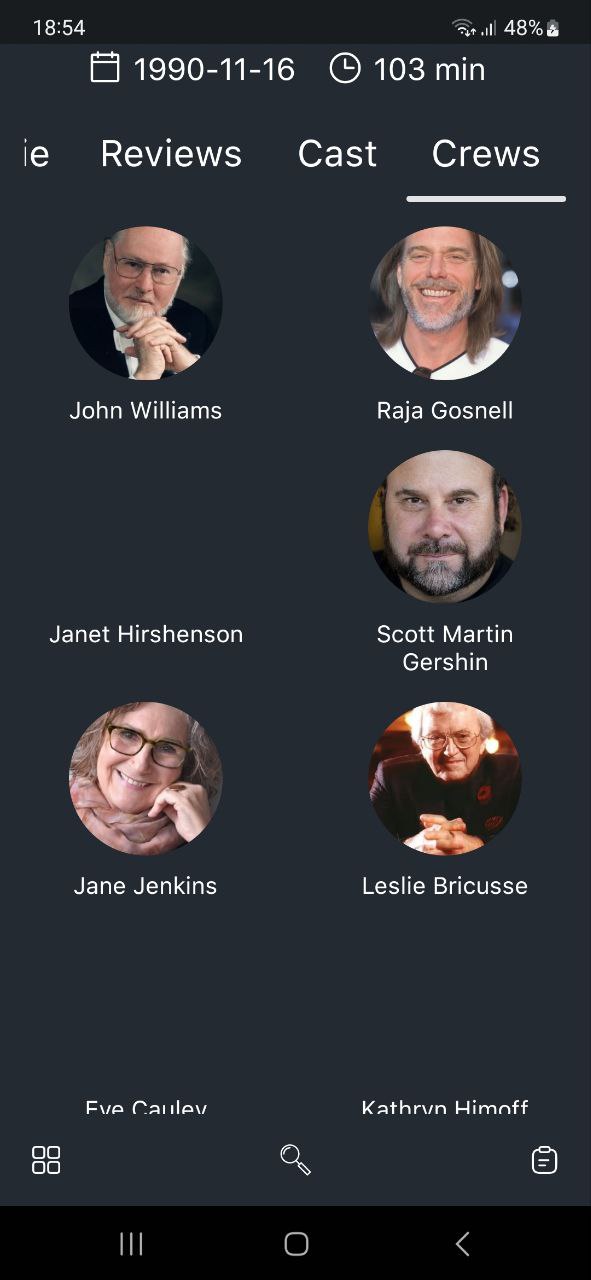 18:54
48%
1990-11-16 103 min
ie Reviews Cast Crews
John Williams Raja Gosnell
Janet Hirshenson Scott Martin
Gershin
Jane Jenkins Leslie Bricusse
Eve Cauley Kathryn Himoff